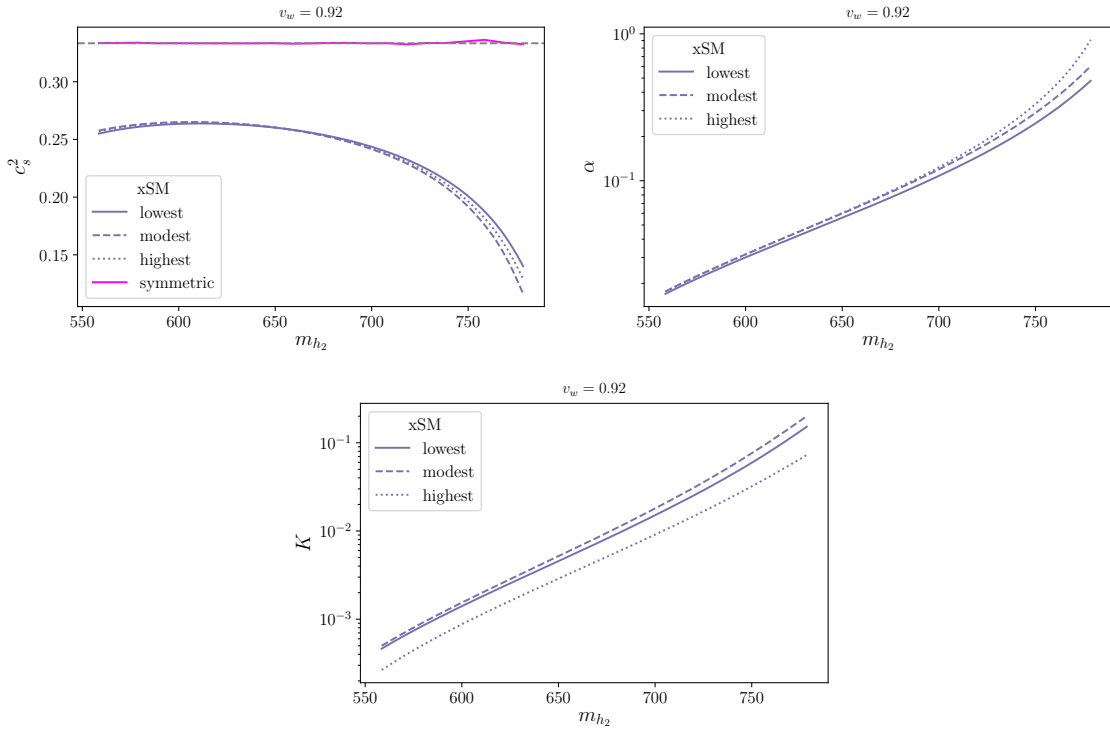 v_w = 0.92
c_s^2
0.30
0.25
0.20
0.15
xSM
lowest
modest
highest
symmetric
550
600
650
700
750
m_{h_2}
v_w = 0.92
α
10^0
10^{-1}
xSM
lowest
modest
highest
550
600
650
700
750
m_{h_2}
v_w = 0.92
K
10^{-1}
10^{-2}
10^{-3}
xSM
lowest
modest
highest
550
600
650
700
750
m_{h_2}